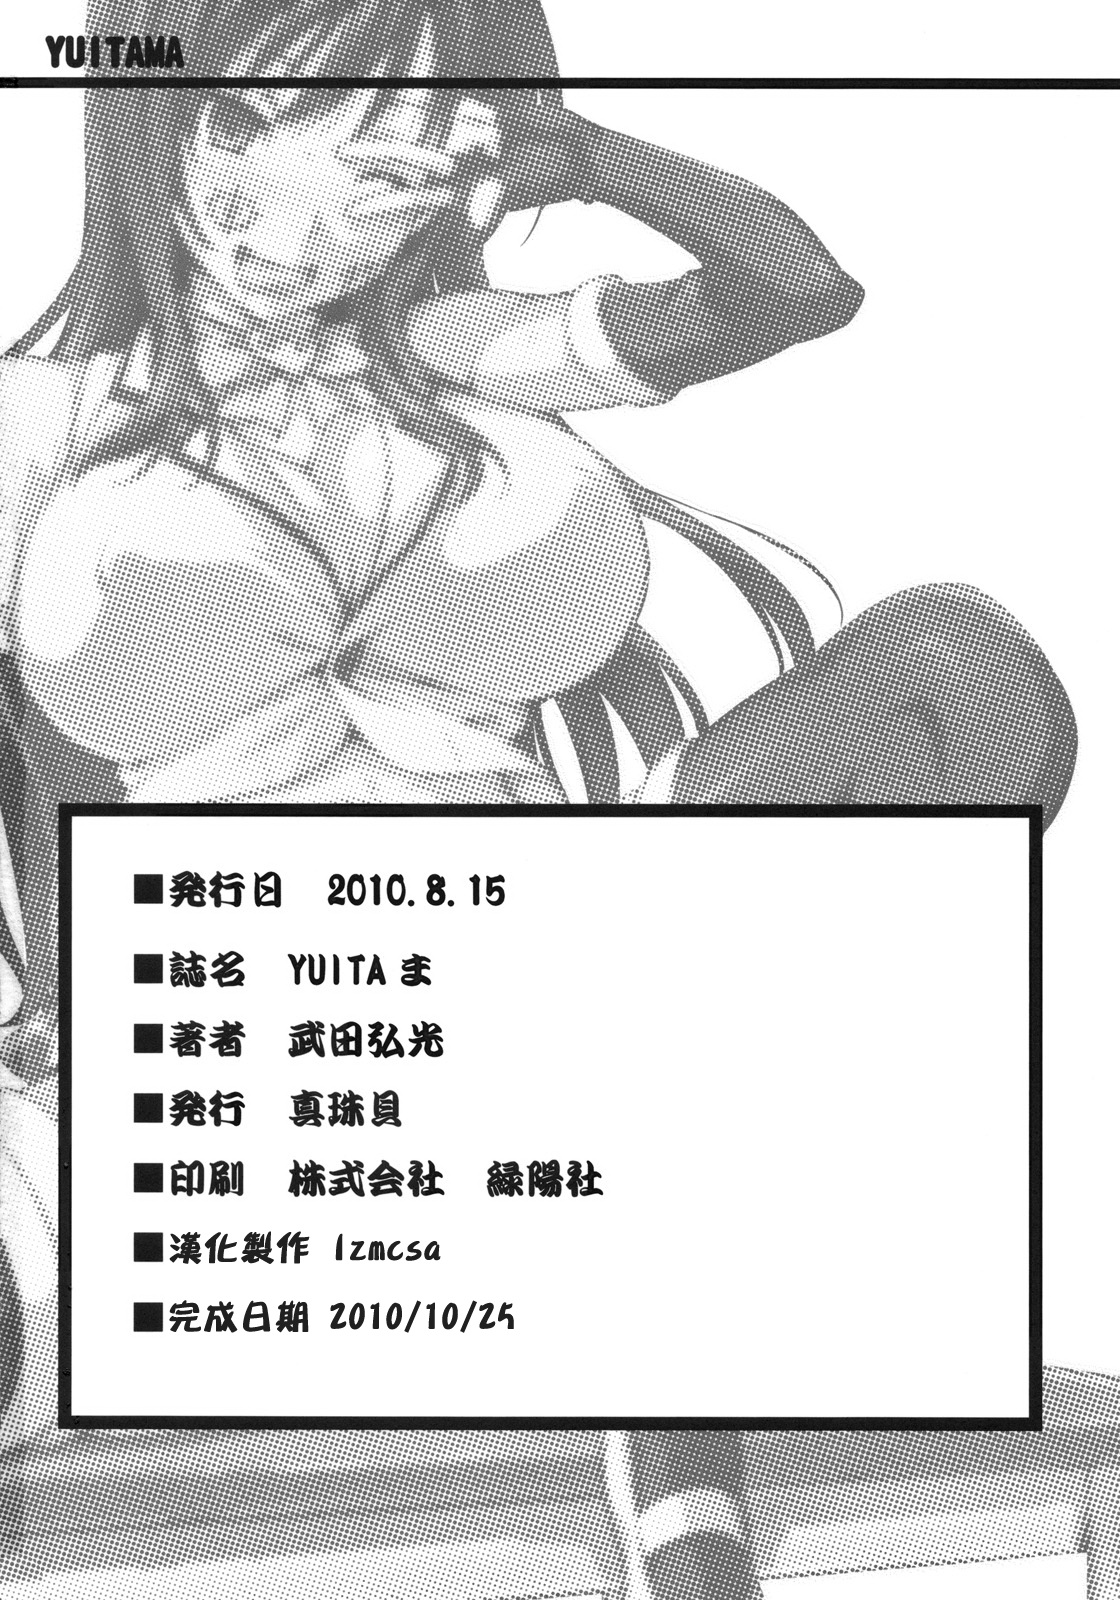 YUITAMA
■発行日　2010.8.15
■誌名　YUITAま
■著者　武田弘光
■発行　真珠貝
■印刷　株式会社　緑陽社
■漢化製作 lzmcsa
■完成日期 2010/10/25